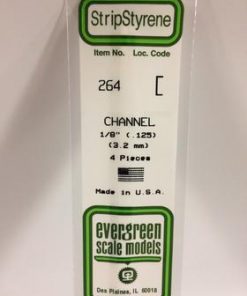 StripStyrene
Item No. Loc. Code
264
CHANNEL
1/8" (.125)
(3.2 mm)
4 Pieces
Made in U.S.A.
evergreen
scale models
Des Plaines, IL 60018